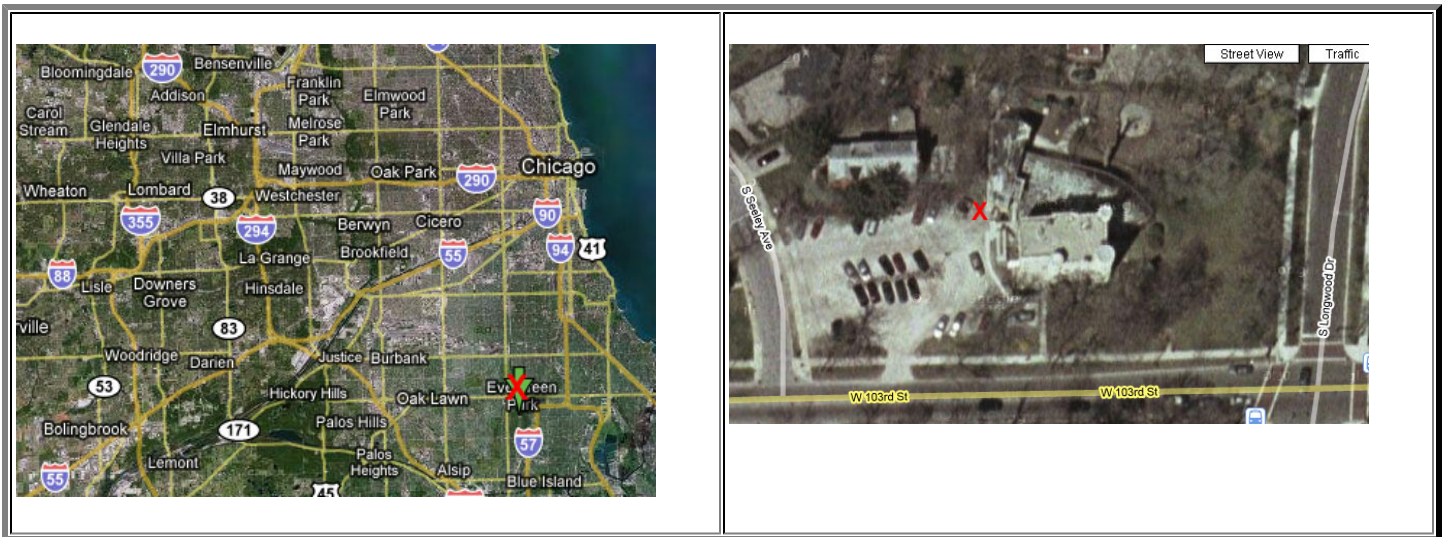 Bloomingdale
290
Bensenville
Addison
Franklin
Park
Elmwood
Park
Carol
Stream
Glendale
Heights
Elmhurst
Melrose
Park
Villa Park
Maywood
Oak Park
290
Chicago
Wheaton
Lombard
38
Westchester
355
294
Berwyn
Cicero
90
55
94
41
La Grange
Brookfield
88
Lisle
Downers
Grove
Hinsdale
ville
83
Woodridge
Darien
Justice
Burbank
53
Hickory Hills
Oak Lawn
Evergreen
Park
X
Bolingbrook
171
Palos Hills
57
Lemont
Palos
Heights
Alsip
55
45
Blue Island
Street View
Traffic
S Seeley Ave
X
S Longwood Dr
W 103rd St
W 103rd St